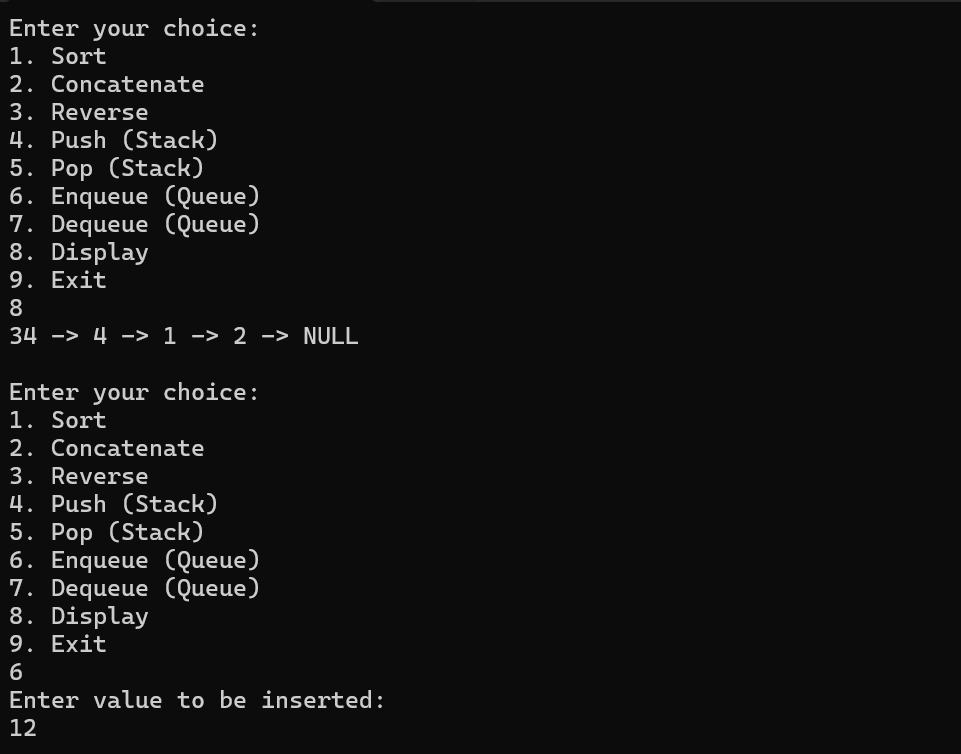 Enter your choice:
1. Sort
2. Concatenate
3. Reverse
4. Push (Stack)
5. Pop (Stack)
6. Enqueue (Queue)
7. Dequeue (Queue)
8. Display
9. Exit
8
34 -> 4 -> 1 -> 2 -> NULL

Enter your choice:
1. Sort
2. Concatenate
3. Reverse
4. Push (Stack)
5. Pop (Stack)
6. Enqueue (Queue)
7. Dequeue (Queue)
8. Display
9. Exit
6
Enter value to be inserted:
12